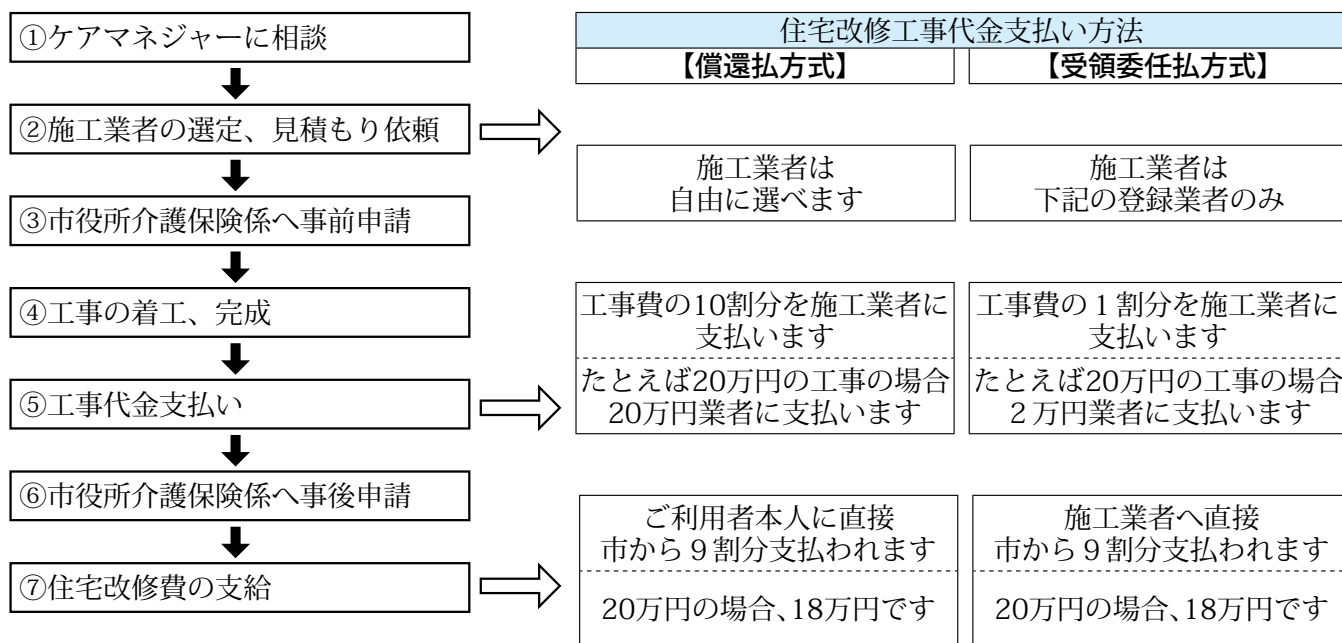 ①ケアマネジャーに相談
②施工業者の選定、見積もり依頼
③市役所介護保険係へ事前申請
④工事の着工、完成
⑤工事代金支払い
⑥市役所介護保険係へ事後申請
⑦住宅改修費の支給
住宅改修工事代金支払い方法
【償還払方式】
【受領委任払方式】
施工業者は
自由に選べます
施工業者は
下記の登録業者のみ
工事費の10割分を施工業者に
支払います
たとえば20万円の工事の場合
20万円業者に支払います
工事費の1割分を施工業者に
支払います
たとえば20万円の工事の場合
2万円業者に支払います
ご利用者本人に直接
市から9割分支払われます
20万円の場合、18万円です
施工業者へ直接
市から9割分支払われます
20万円の場合、18万円です